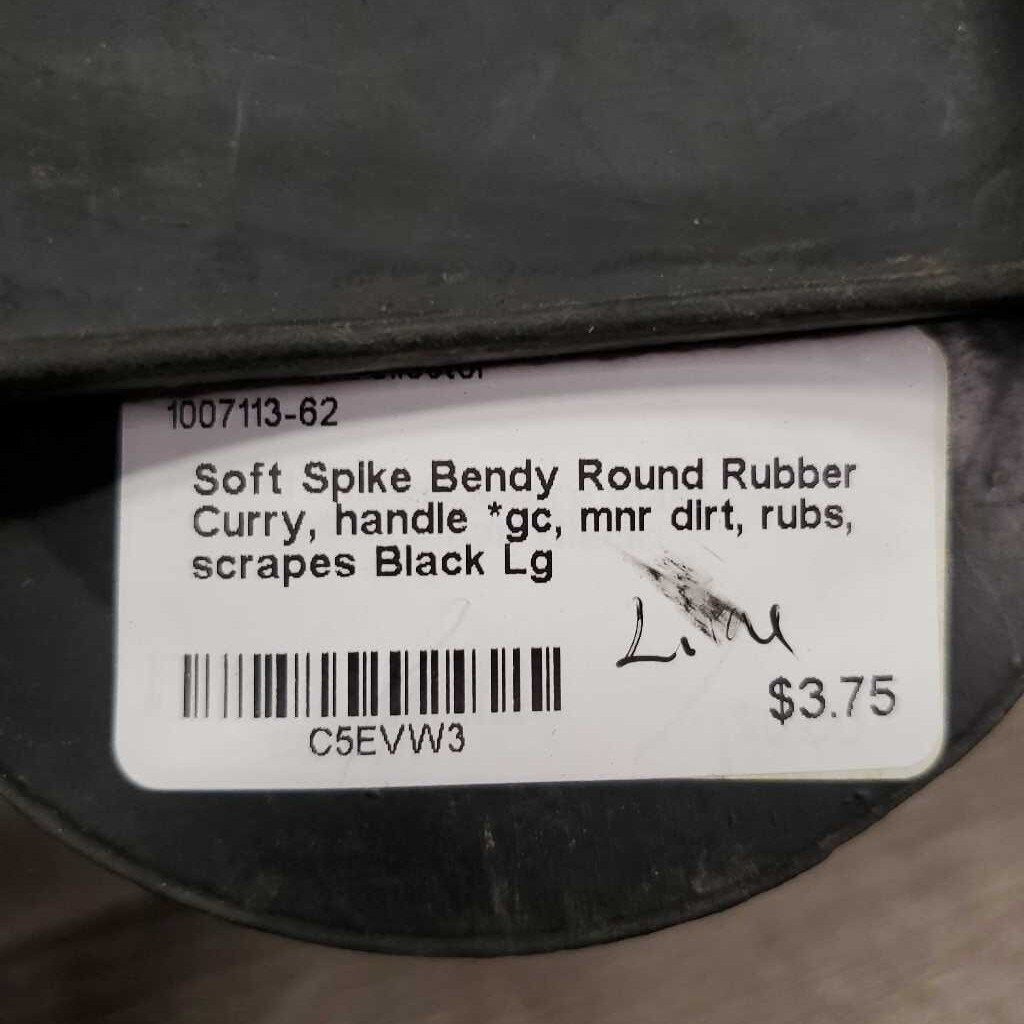 1007113-62
Soft Spike Bendy Round Rubber
Curry, handle *gc, mnr dirt, rubs,
scrapes Black Lg
$3.75
C5EVW3